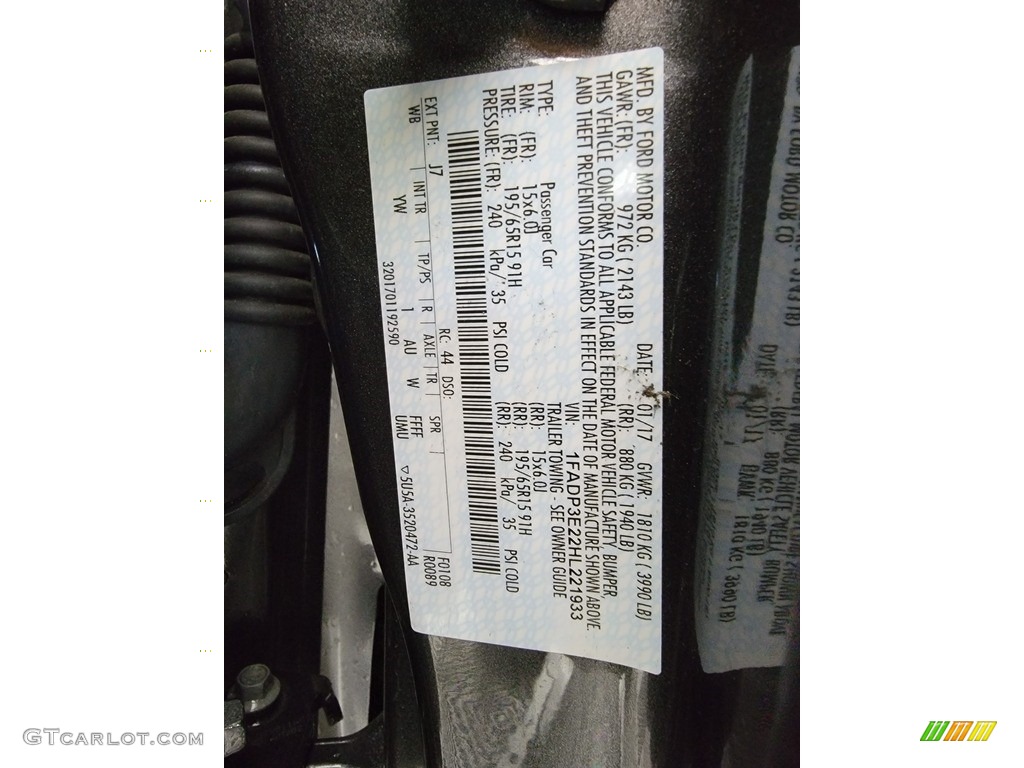 MFD. BY FORD MOTOR CO.
DATE: 01/17 GVWR: 1810 KG ( 3990 LB)
GAWR: (FR): 972 KG ( 2143 LB) (RR): 880 KG ( 1940 LB)
THIS VEHICLE CONFORMS TO ALL APPLICABLE FEDERAL MOTOR VEHICLE SAFETY, BUMPER,
AND THEFT PREVENTION STANDARDS IN EFFECT ON THE DATE OF MANUFACTURE SHOWN ABOVE.
VIN: 1FADP3E22HL221933
TYPE: Passenger Car TRAILER TOWING - SEE OWNER GUIDE
RIM: (FR): 15x6.0J (RR): 15x6.0J
TIRE: (FR): 195/65R15 91H (RR): 195/65R15 91H
PRESSURE: (FR): 240 kPa/ 35 PSI COLD (RR): 240 kPa/ 35 PSI COLD
EXT PNT: J7 RC: 44 DSO: F0108
WB INT TR TP/PS R AXLE TR SPR R0089
YW 1 AU W FFFF
UMU
3201701192590 5U5A-3520472-AA
GTCARLOT.COM